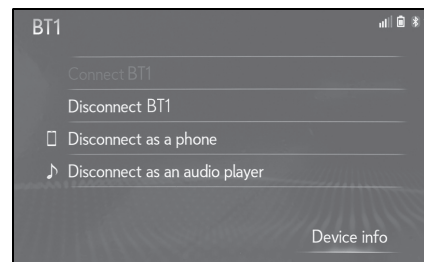 BT1
Connect BT1
Disconnect BT1
Disconnect as a phone
Disconnect as an audio player
Device info